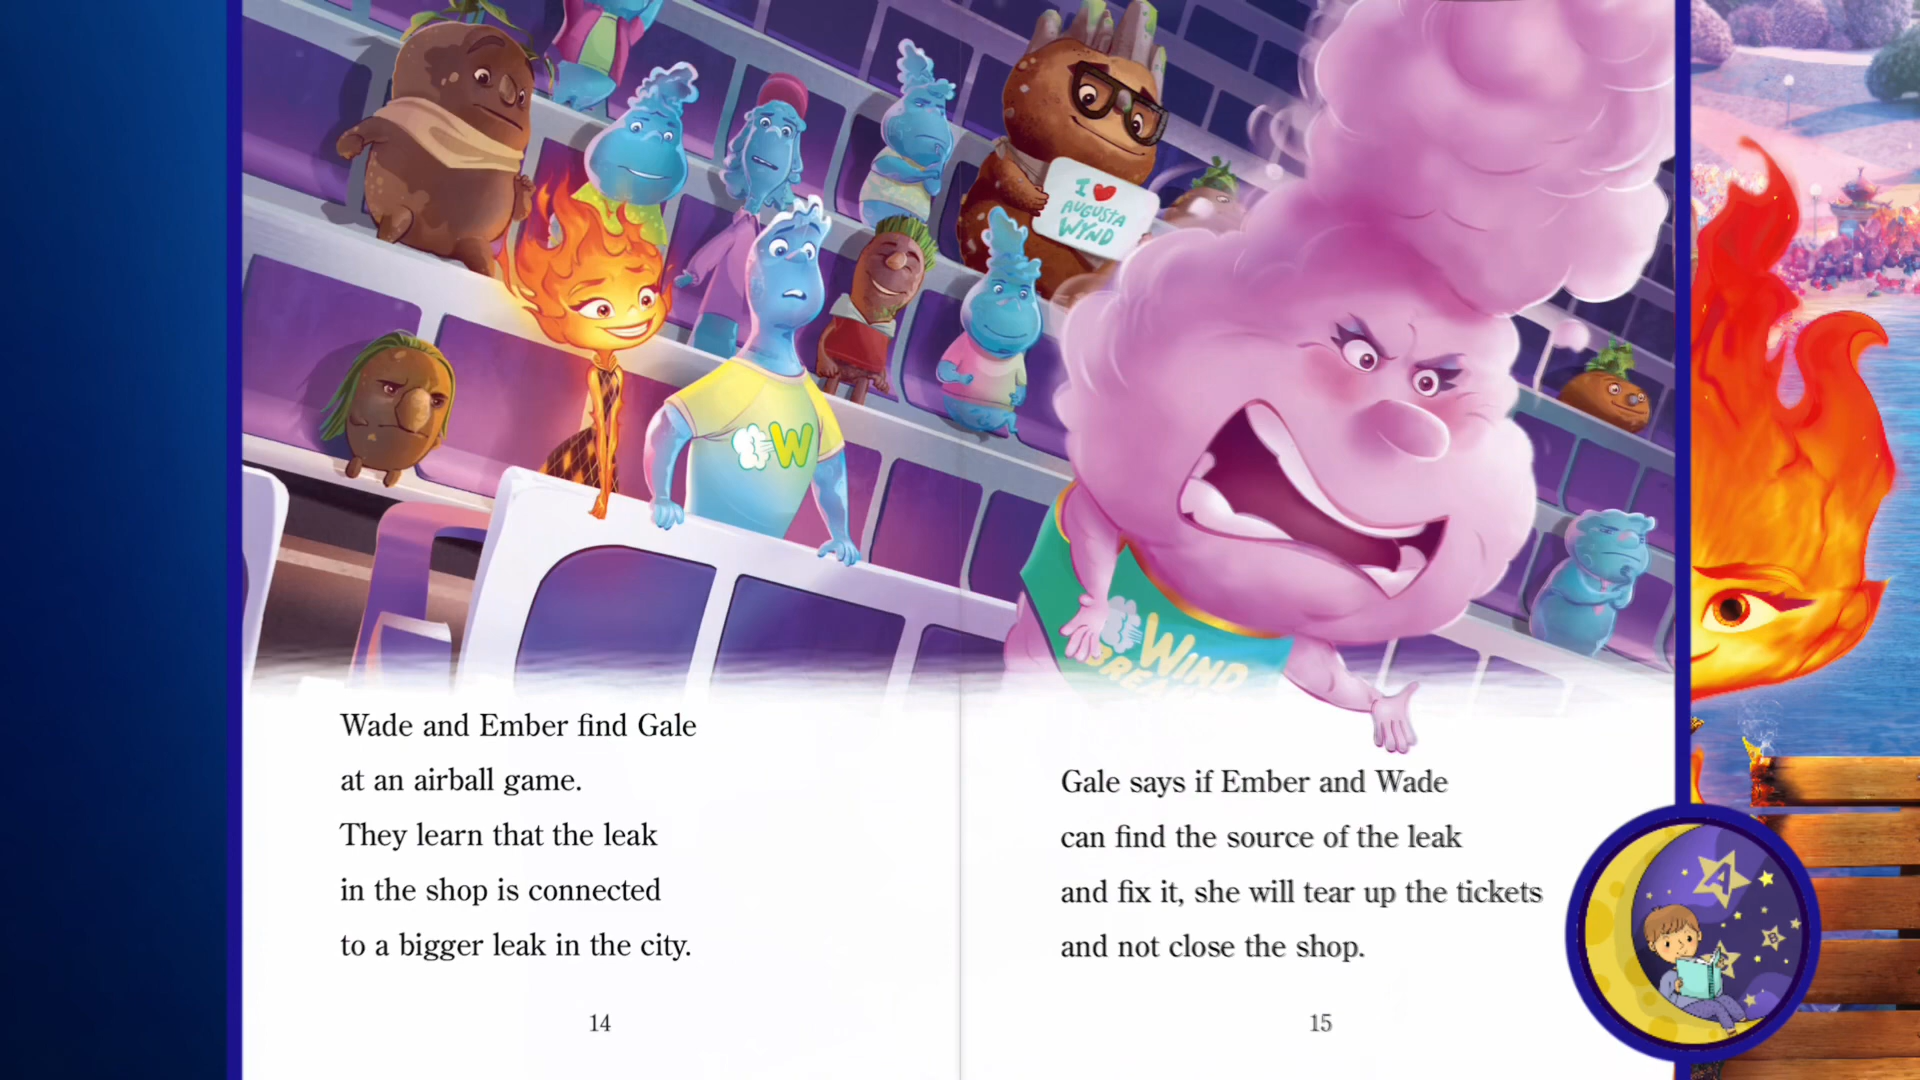 I ❤
AUGUSTA
WYND
W
WIND
Wade and Ember find Gale
at an airball game.
They learn that the leak
in the shop is connected
to a bigger leak in the city.
14
Gale says if Ember and Wade
can find the source of the leak
and fix it, she will tear up the tickets
and not close the shop.
15
A
B